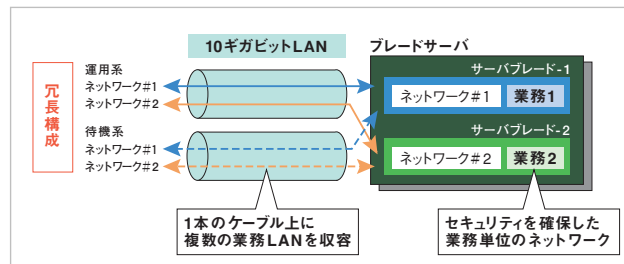 10ギガビットLAN
ブレードサーバ
冗長構成
運用系
ネットワーク#1
ネットワーク#2
待機系
ネットワーク#1
ネットワーク#2
サーバブレード-1
ネットワーク#1
業務1
サーバブレード-2
ネットワーク#2
業務2
1本のケーブル上に
複数の業務LANを収容
セキュリティを確保した
業務単位のネットワーク